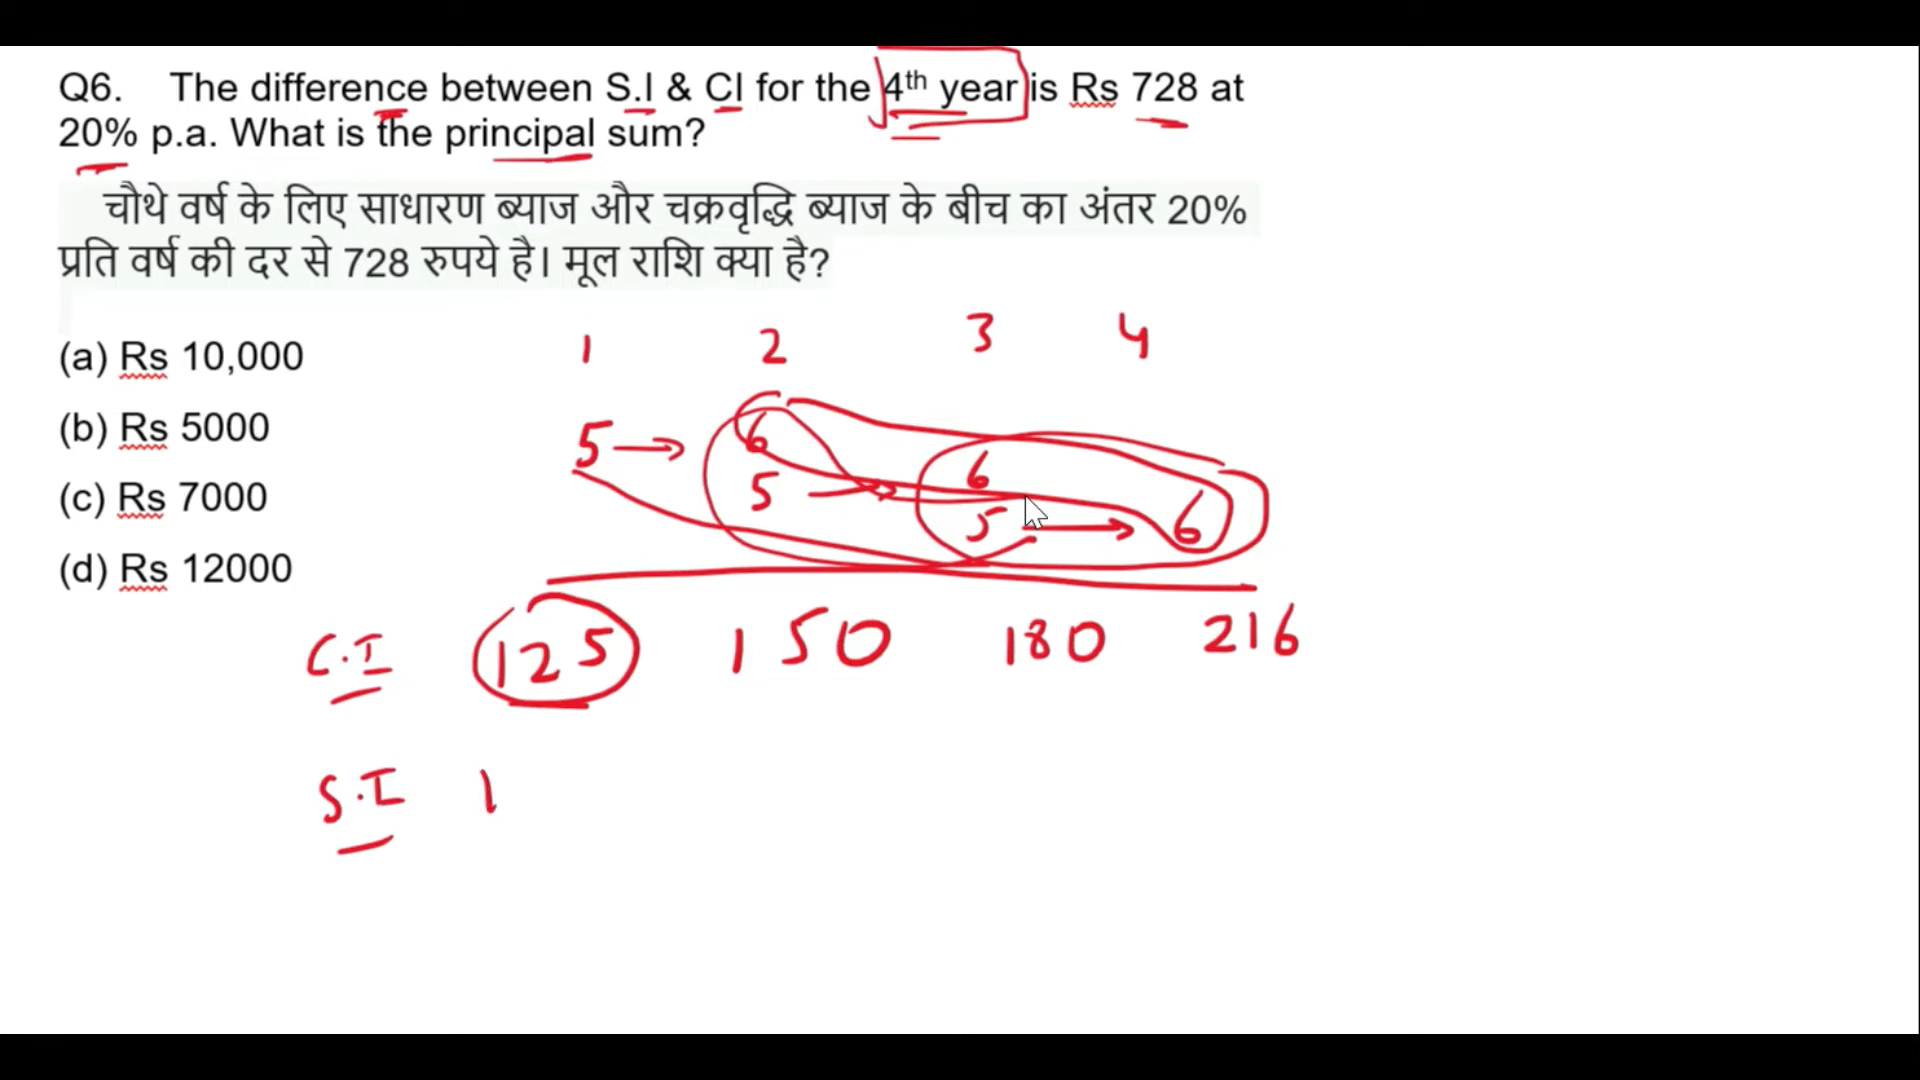 Q6. The difference between S.I & CI for the 4th year is Rs 728 at
20% p.a. What is the principal sum?
चौथे वर्ष के लिए साधारण ब्याज और चक्रवृद्धि ब्याज के बीच का अंतर 20%
प्रति वर्ष की दर से 728 रुपये है। मूल राशि क्या है?
(a) Rs 10,000
(b) Rs 5000
(c) Rs 7000
(d) Rs 12000
1 2 3 4
5 → 6 6
5 → 5 → 6
C.I 125 150 180 216
S.I 1